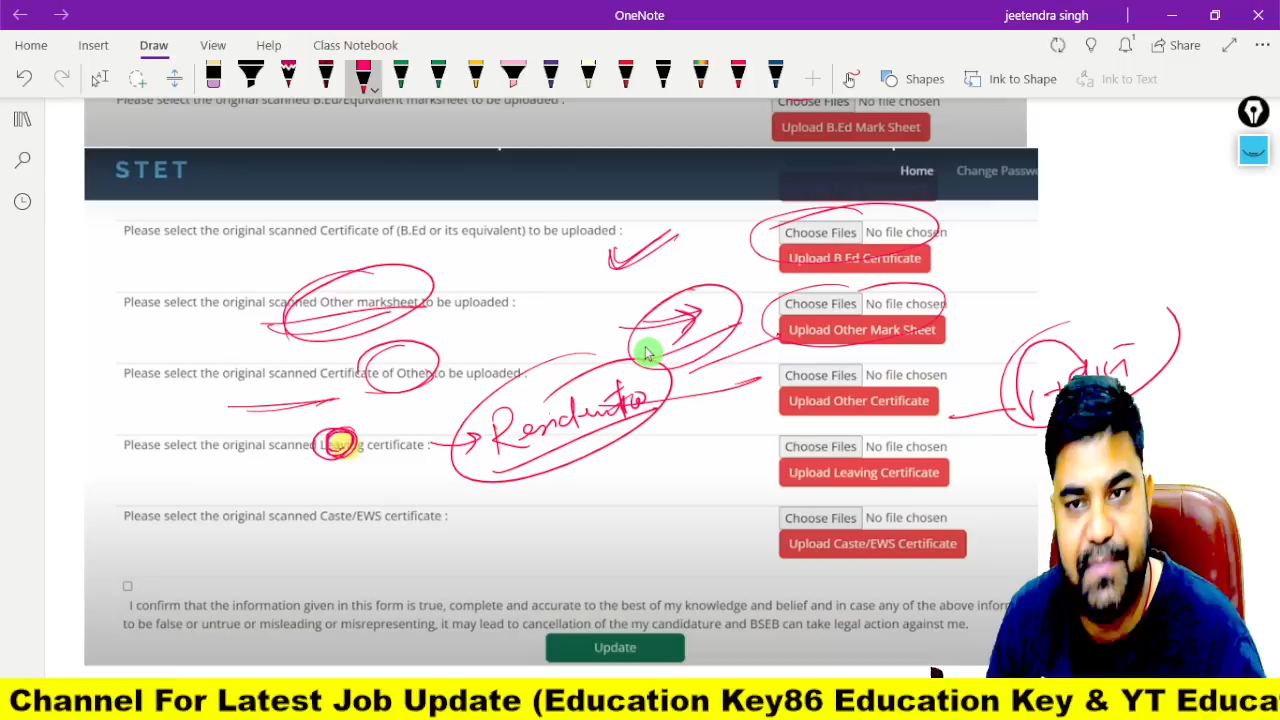 OneNote
jeetendra singh
Home Insert Draw View Help Class Notebook
Share
Shapes Ink to Shape Ink to Text
Please select the original scanned B.Ed/Equivalent marksheet to be uploaded :
Choose Files No file chosen
Upload B.Ed Mark Sheet
STET
Home Change Passwo
Please select the original scanned Certificate of (B.Ed or its equivalent) to be uploaded :
Choose Files No file chosen
Upload B Ed Certificate
Please select the original scanned Other marksheet to be uploaded :
Choose Files No file chosen
Upload Other Mark Sheet
Please select the original scanned Certificate of Other to be uploaded :
Choose Files No file chosen
Upload Other Certificate
Please select the original scanned Leaving certificate :
Choose Files No file chosen
Upload Leaving Certificate
Please select the original scanned Caste/EWS certificate :
Choose Files No file chosen
Upload Caste/EWS Certificate
I confirm that the information given in this form is true, complete and accurate to the best of my knowledge and belief and in case any of the above infor
to be false or untrue or misleading or misrepresenting, it may lead to cancellation of the my candidature and BSEB can take legal action against me.
Update
Channel For Latest Job Update (Education Key86 Education Key & YT Educa